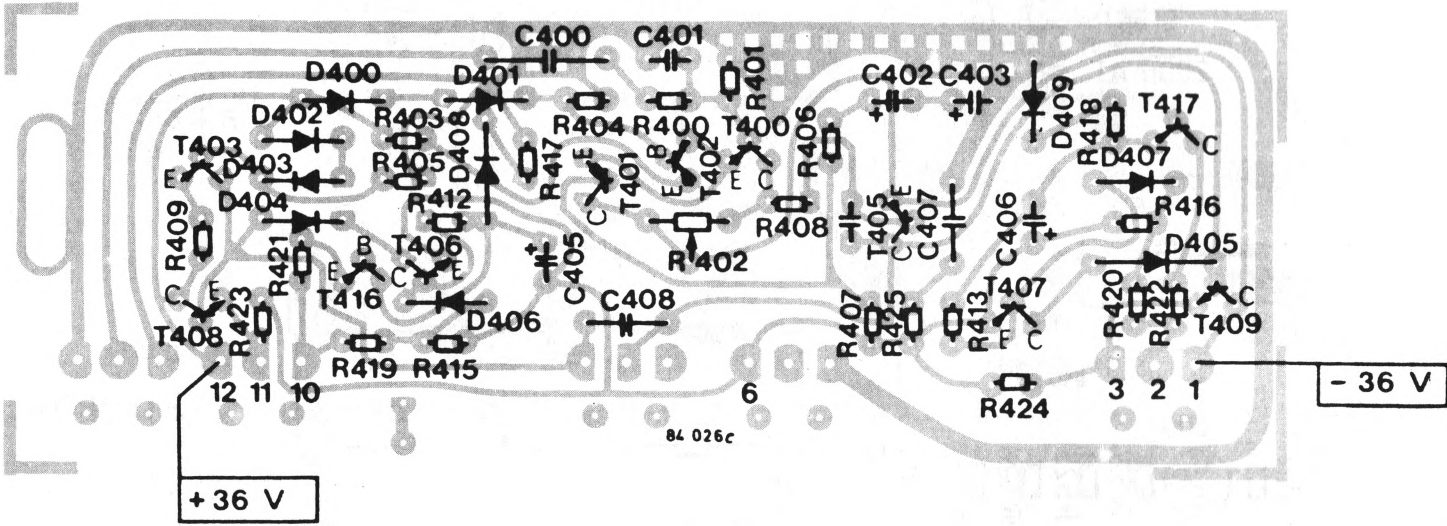 C400 C401
D400 D401 R401 C402 C403
D402 R403 D408 R404 R400 T400 R406 D409 R418 T417
T403 D403 R405 R417 E B C
E T401 T402 E E C D407
D404 R412 C R408 T405 E C C407 C406 R416
R409 R421 B T406 + R402 D405
E C E C405
C E T416 C408 T407 R420 R422 C
T408 R423 D406 R407 R425 R413 E C T409
R419 R415
12 11 10 6 R424 3 2 1 - 36 V
84 026c
+ 36 V